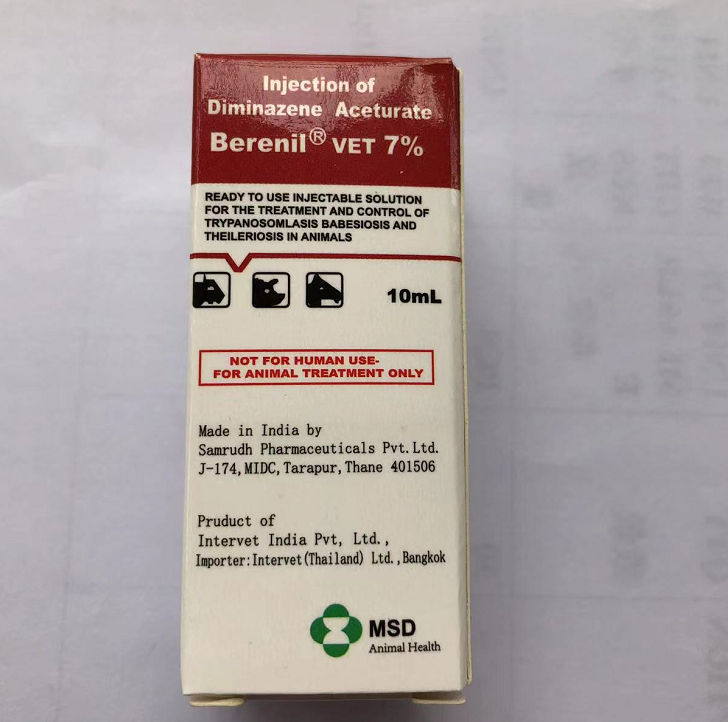 Injection of
Diminazene Aceturate
Berenil® VET 7%
READY TO USE INJECTABLE SOLUTION
FOR THE TREATMENT AND CONTROL OF
TRYPANOSOMLASIS BABESIOSIS AND
THEILERIOSIS IN ANIMALS
10mL
NOT FOR HUMAN USE-
FOR ANIMAL TREATMENT ONLY
Made in India by
Samrudh Pharmaceuticals Pvt. Ltd.
J-174, MIDC, Tarapur, Thane 401506
Pruduct of
Intervet India Pvt, Ltd.,
Importer:Intervet(Thailand) Ltd.,Bangkok
MSD
Animal Health